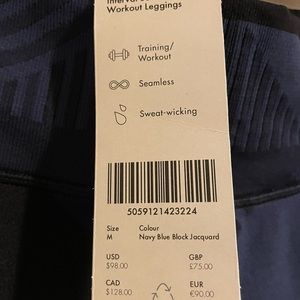 Workout Leggings
Training/
Workout
Seamless
Sweat-wicking
5059121423224
Size Colour
M Navy Blue Block Jacquard
USD GBP
$98.00 £75.00
CAD EUR
$128.00 €90.00